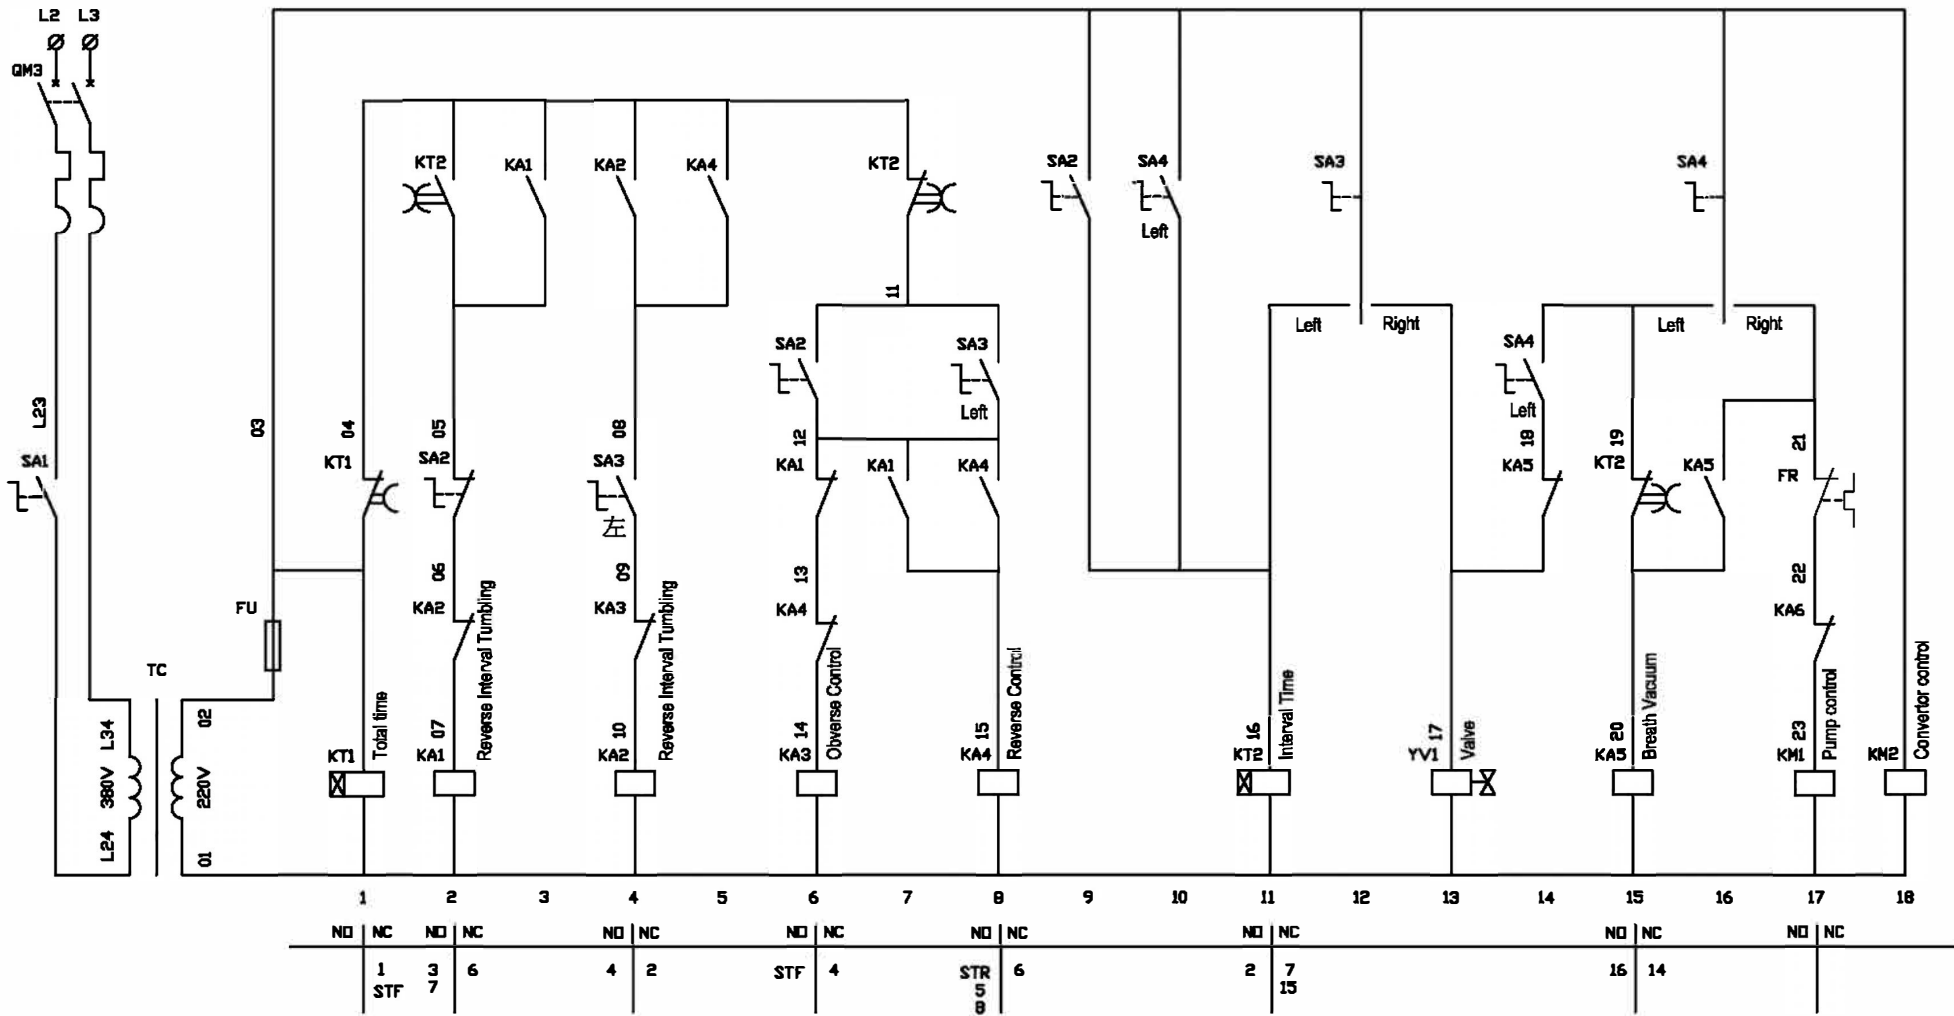 L2 L3
QM3
KT2 KA1 KA2 KA4 KT2 SA2 SA4 SA3 SA4
Left
11
Left Right Left Right
SA2 SA3 SA4
Left Left
L23 03 04 05 08 12 18 19 21
SA1 KT1 SA2 SA3 KA1 KA1 KA4 KA5 KT2 KA5 FR
左
06 09 13 22
FU KA2 KA3 KA4 KA6
TC
L34 02
380V 220V
L24 01
07 10 14 15 16 17 20 23
Total time
Reverse Interval Tumbling
Reverse Interval Tumbling
Obverse Control
Reverse Control
Interval Time
Valve
Breath Vacuum
Pump control
Convertor control
KT1 KA1 KA2 KA3 KA4 KT2 YV1 KA5 KM1 KM2
1 2 3 4 5 6 7 8 9 10 11 12 13 14 15 16 17 18
NO NC NO NC NO NC NO NC NO NC NO NC NO NC NO NC
1 3 6 4 2 STF 4 STR 6 2 7 16 14
STF 7 5 15
8